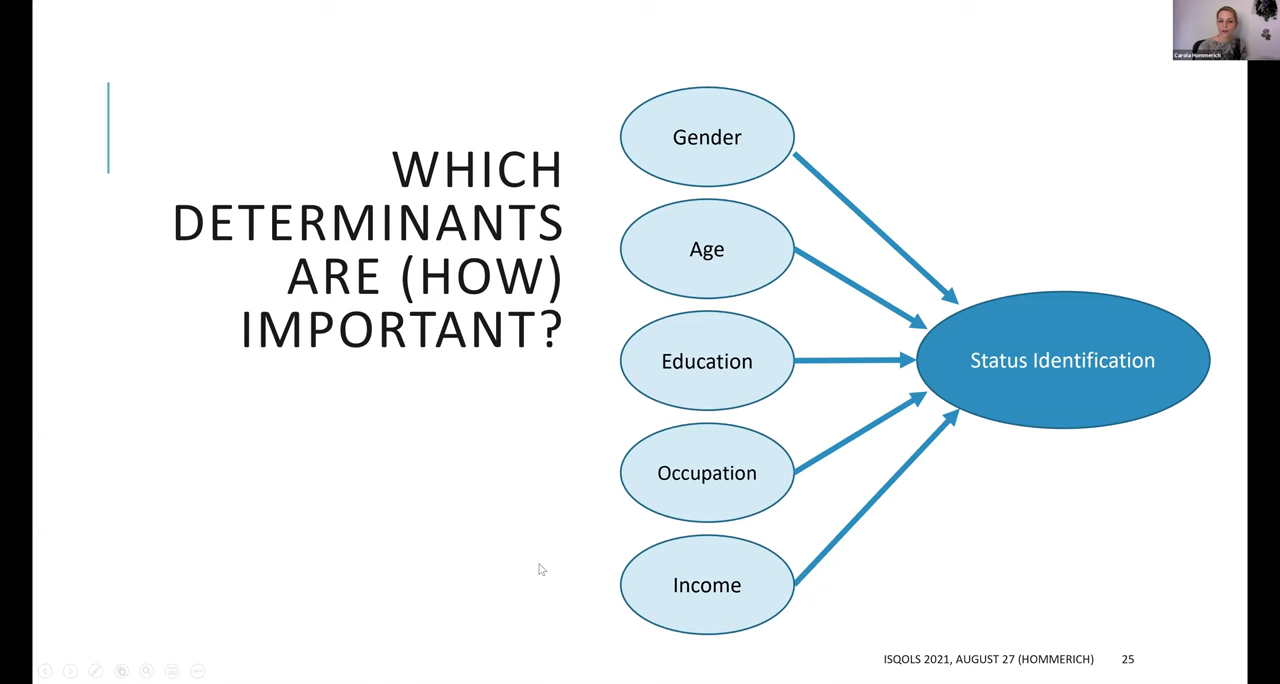 WHICH
DETERMINANTS
ARE (HOW)
IMPORTANT?
Gender
Age
Education
Occupation
Income
Status Identification
Carola Hommerich
ISQOLS 2021, AUGUST 27 (HOMMERICH)
25